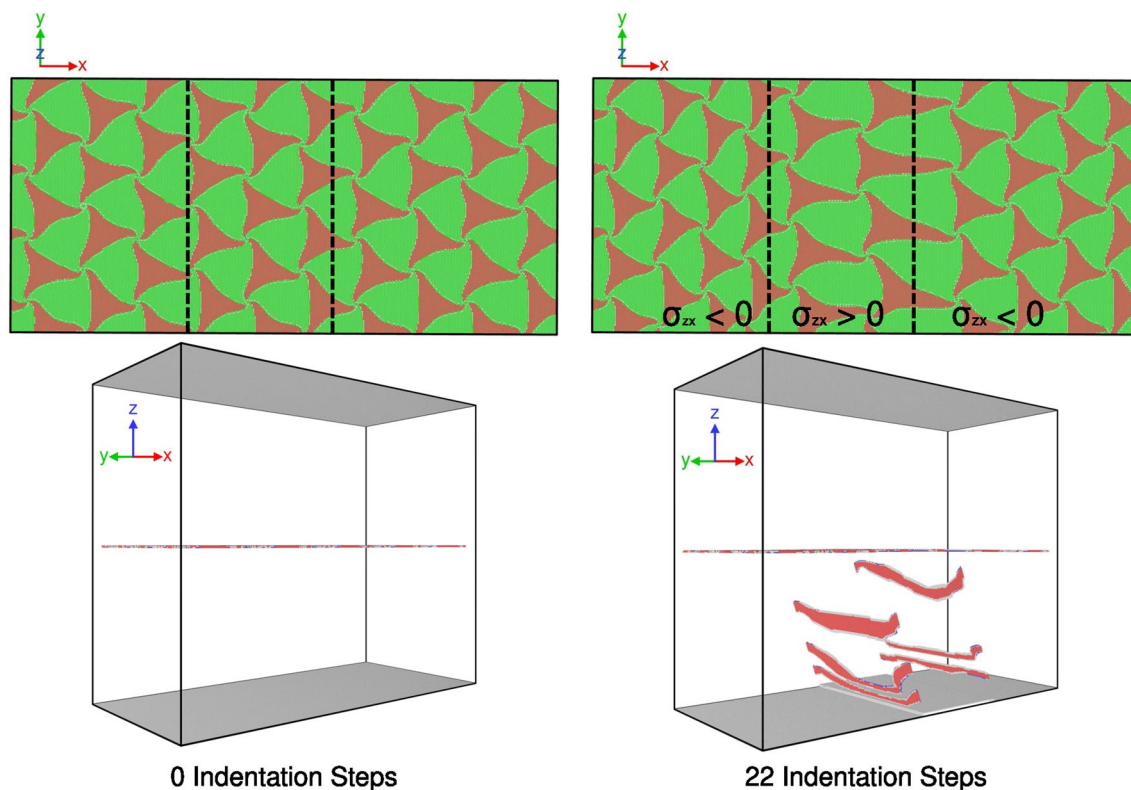 y
z
x
y
z
x
σzx < 0
σzx > 0
σzx < 0
z
y
x
z
y
x
0 Indentation Steps
22 Indentation Steps